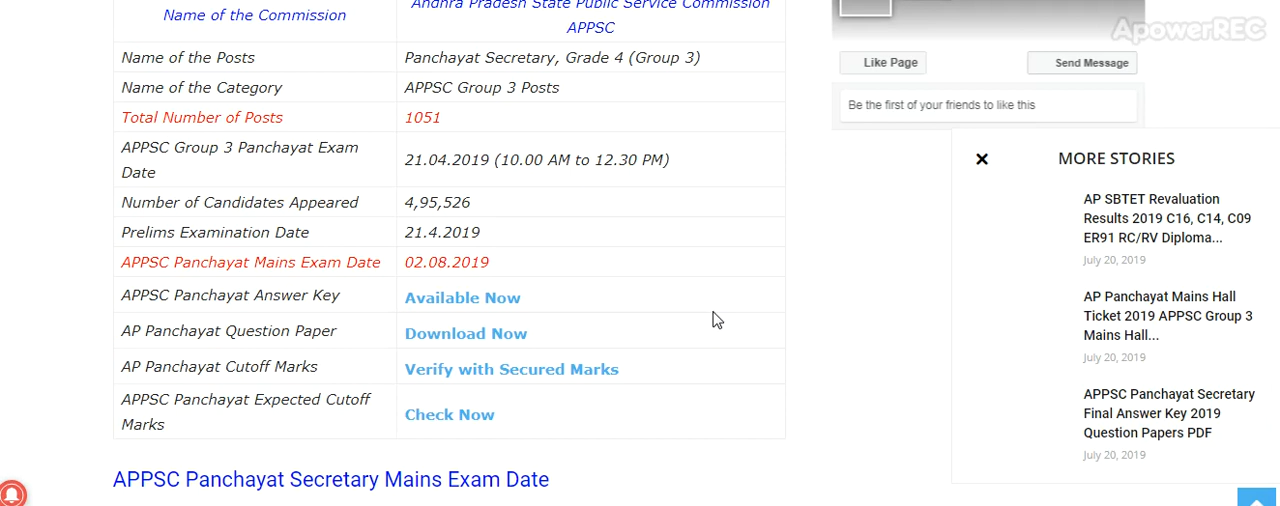 Name of the Commission
Andhra Pradesh State Public Service Commission
APPSC
Name of the Posts
Panchayat Secretary, Grade 4 (Group 3)
Name of the Category
APPSC Group 3 Posts
Total Number of Posts
1051
APPSC Group 3 Panchayat Exam
Date
21.04.2019 (10.00 AM to 12.30 PM)
Number of Candidates Appeared
4,95,526
Prelims Examination Date
21.4.2019
APPSC Panchayat Mains Exam Date
02.08.2019
APPSC Panchayat Answer Key
Available Now
AP Panchayat Question Paper
Download Now
AP Panchayat Cutoff Marks
Verify with Secured Marks
APPSC Panchayat Expected Cutoff
Marks
Check Now
APPSC Panchayat Secretary Mains Exam Date
ApowerREC
Like Page
Send Message
Be the first of your friends to like this
MORE STORIES
AP SBTET Revaluation
Results 2019 C16, C14, C09
ER91 RC/RV Diploma...
July 20, 2019
AP Panchayat Mains Hall
Ticket 2019 APPSC Group 3
Mains Hall...
July 20, 2019
APPSC Panchayat Secretary
Final Answer Key 2019
Question Papers PDF
July 20, 2019